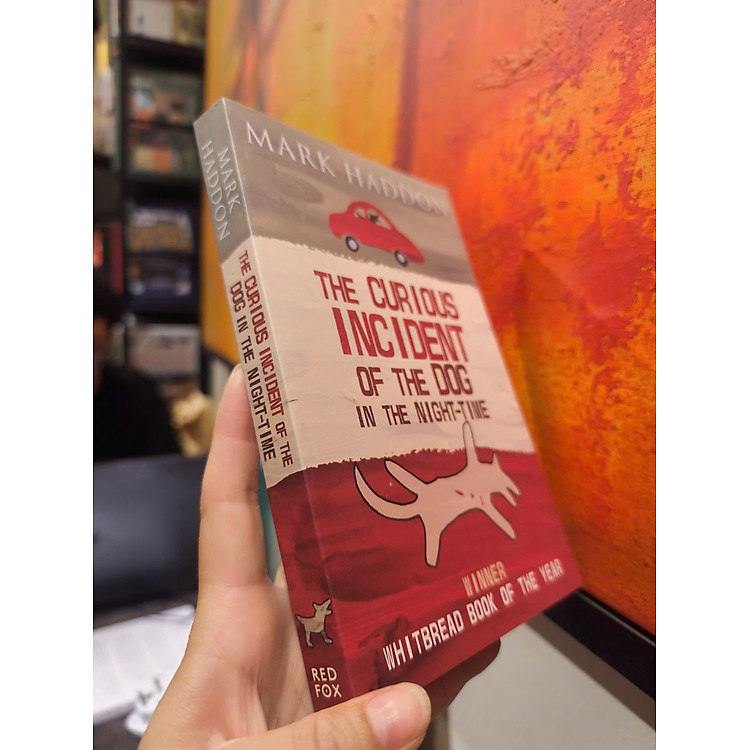 MARK HADDON
THE CURIOUS
INCIDENT
OF THE DOG
IN THE NIGHT-TIME
WINNER
WHITBREAD BOOK OF THE YEAR
MARK
HADDON
THE CURIOUS INCIDENT OF THE
DOG IN THE NIGHT-TIME
RED
FOX